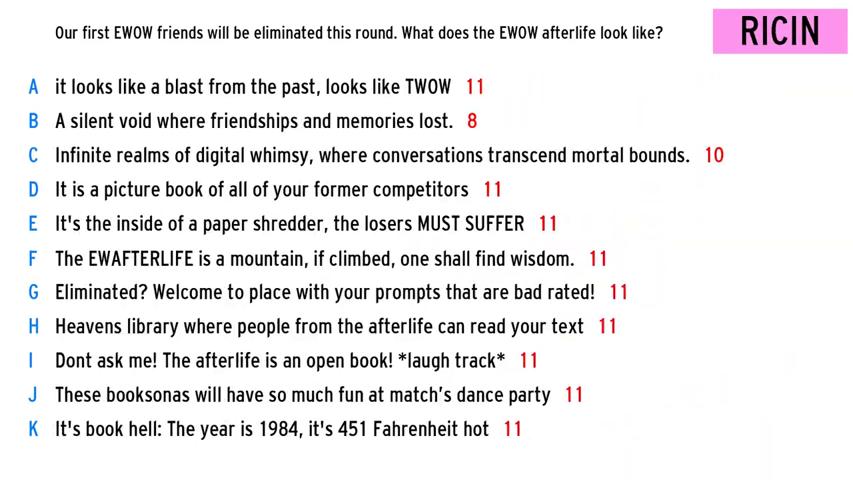 Our first EWOW friends will be eliminated this round. What does the EWOW afterlife look like?
RICIN
A it looks like a blast from the past, looks like TWOW 11
B A silent void where friendships and memories lost. 8
C Infinite realms of digital whimsy, where conversations transcend mortal bounds. 10
D It is a picture book of all of your former competitors 11
E It's the inside of a paper shredder, the losers MUST SUFFER 11
F The EWAFTERLIFE is a mountain, if climbed, one shall find wisdom. 11
G Eliminated? Welcome to place with your prompts that are bad rated! 11
H Heavens library where people from the afterlife can read your text 11
I Dont ask me! The afterlife is an open book! *laugh track* 11
J These booksonas will have so much fun at match’s dance party 11
K It's book hell: The year is 1984, it's 451 Fahrenheit hot 11